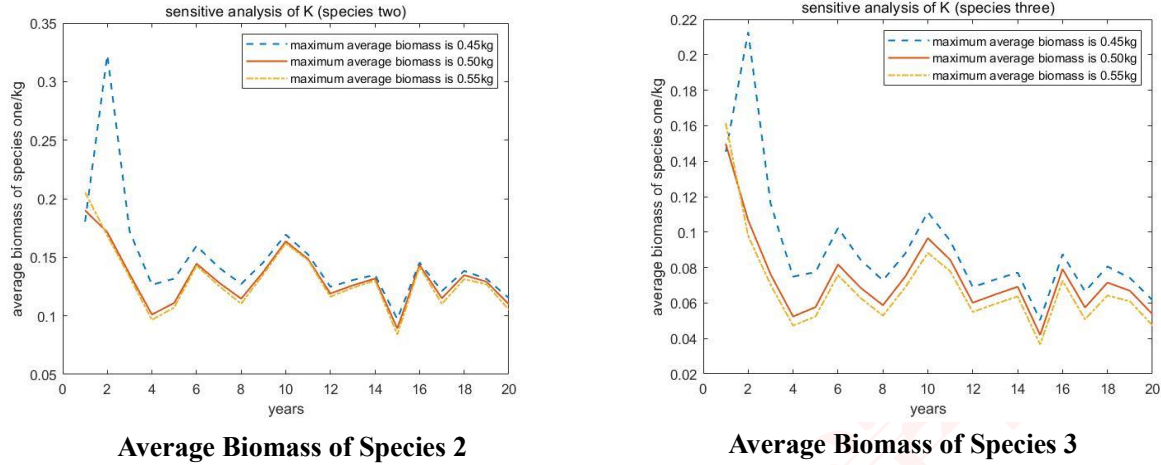 sensitive analysis of K (species two)
0.35
0.3
0.25
0.2
0.15
0.1
0.05
average biomass of species one/kg
maximum average biomass is 0.45kg
maximum average biomass is 0.50kg
maximum average biomass is 0.55kg
0 2 4 6 8 10 12 14 16 18 20
years
Average Biomass of Species 2
sensitive analysis of K (species three)
0.22
0.2
0.18
0.16
0.14
0.12
0.1
0.08
0.06
0.04
0.02
average biomass of species one/kg
maximum average biomass is 0.45kg
maximum average biomass is 0.50kg
maximum average biomass is 0.55kg
0 2 4 6 8 10 12 14 16 18 20
years
Average Biomass of Species 3